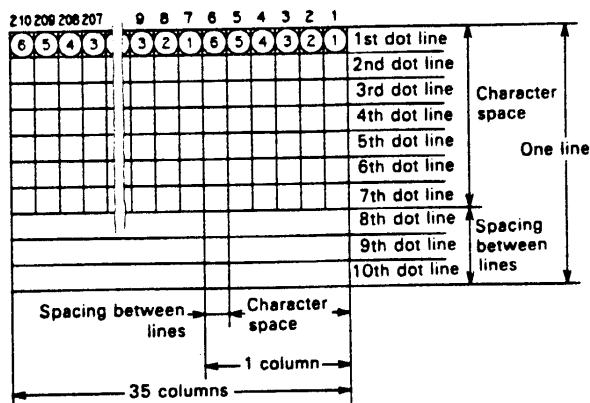 210 209 208 207 9 8 7 6 5 4 3 2 1
6 5 4 3 3 2 1 6 5 4 3 2 1 1st dot line
2nd dot line
3rd dot line
4th dot line
5th dot line
6th dot line
7th dot line
8th dot line
9th dot line
10th dot line
Character
space
One line
Spacing
between
lines
Spacing between
lines
Character
space
1 column
35 columns